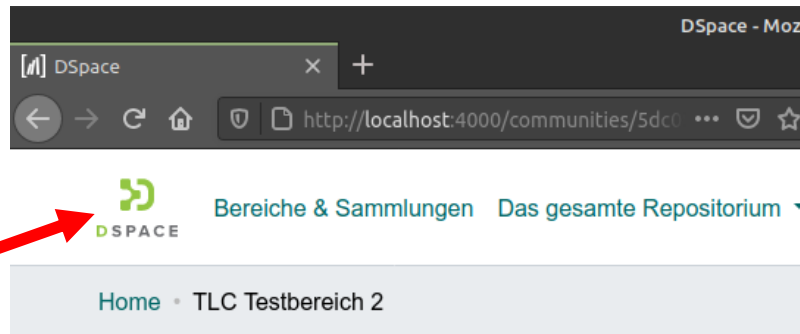 DSpace - Moz
[M] DSpace
http://localhost:4000/communities/5dc0
DSPACE
Bereiche & Sammlungen Das gesamte Repositorium
Home • TLC Testbereich 2